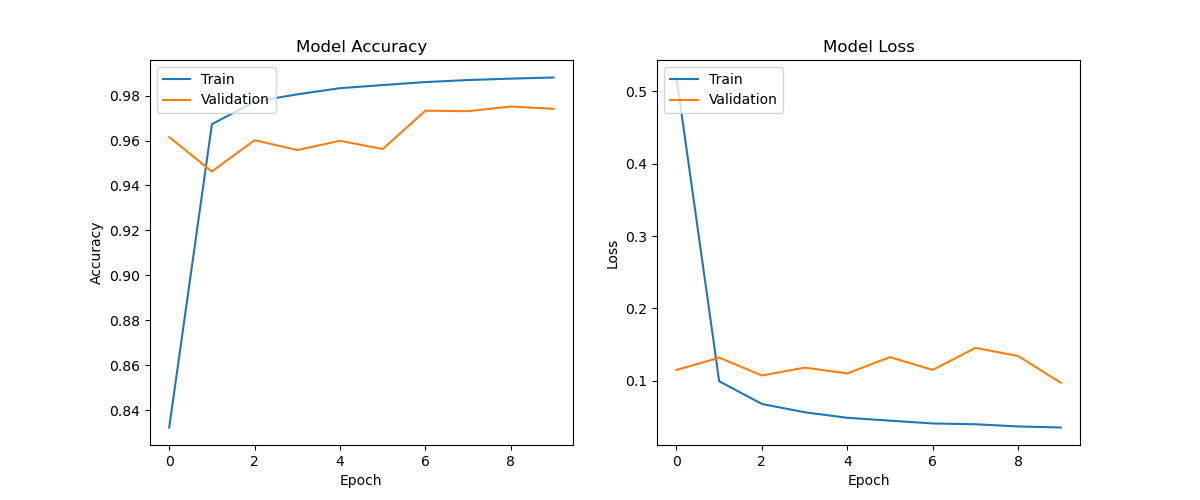 Model Accuracy
Train
Validation
0.98
0.96
0.94
0.92
0.90
0.88
0.86
0.84
Accuracy
0
2
4
6
8
Epoch
Model Loss
Train
Validation
0.5
0.4
0.3
0.2
0.1
Loss
0
2
4
6
8
Epoch